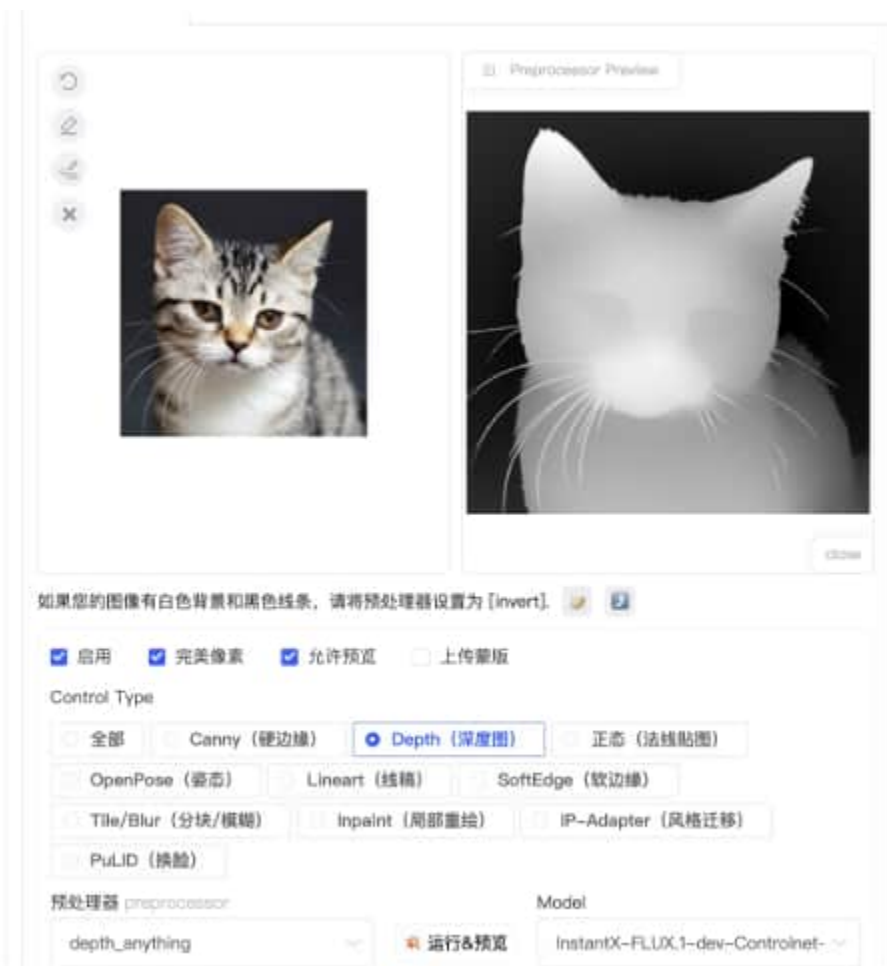 Preprocessor Preview
close
如果您的图像有白色背景和黑色线条，请将预处理器设置为 [invert].
启用 完美像素 允许预览 上传蒙版
Control Type
全部 Canny（硬边缘） Depth（深度图） 正态（法线贴图）
OpenPose（姿态） Lineart（线稿） SoftEdge（软边缘）
Tile/Blur（分块/模糊） Inpaint（局部重绘） IP-Adapter（风格迁移）
PuLID（换脸）
预处理器 preprocessor Model
depth_anything 运行&预览 InstantX-FLUX.1-dev-Controlnet-